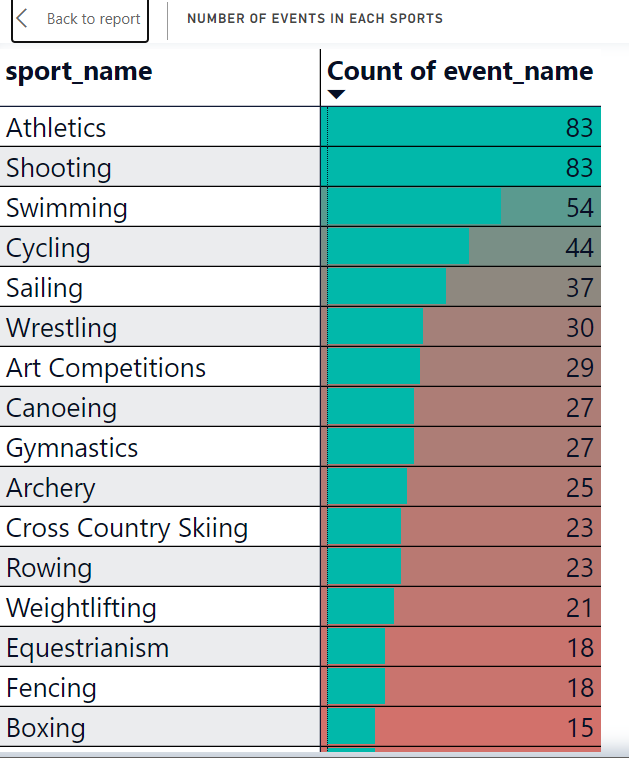 Back to report
NUMBER OF EVENTS IN EACH SPORTS
sport_name Count of event_name
Athletics 83
Shooting 83
Swimming 54
Cycling 44
Sailing 37
Wrestling 30
Art Competitions 29
Canoeing 27
Gymnastics 27
Archery 25
Cross Country Skiing 23
Rowing 23
Weightlifting 21
Equestrianism 18
Fencing 18
Boxing 15